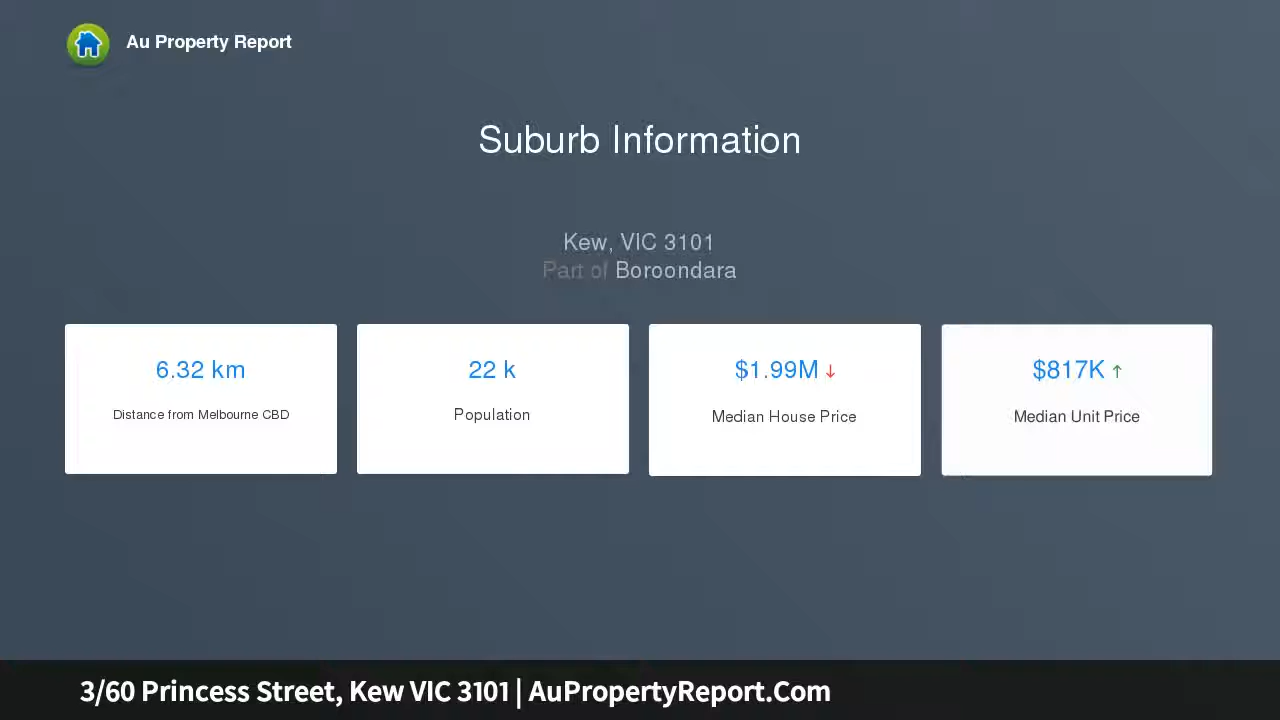 Au Property Report
Suburb Information
Kew, VIC 3101
Part of Boroondara
6.32 km
Distance from Melbourne CBD
22 k
Population
$1.99M ↓
Median House Price
$817K ↑
Median Unit Price
3/60 Princess Street, Kew VIC 3101 | AuPropertyReport.Com